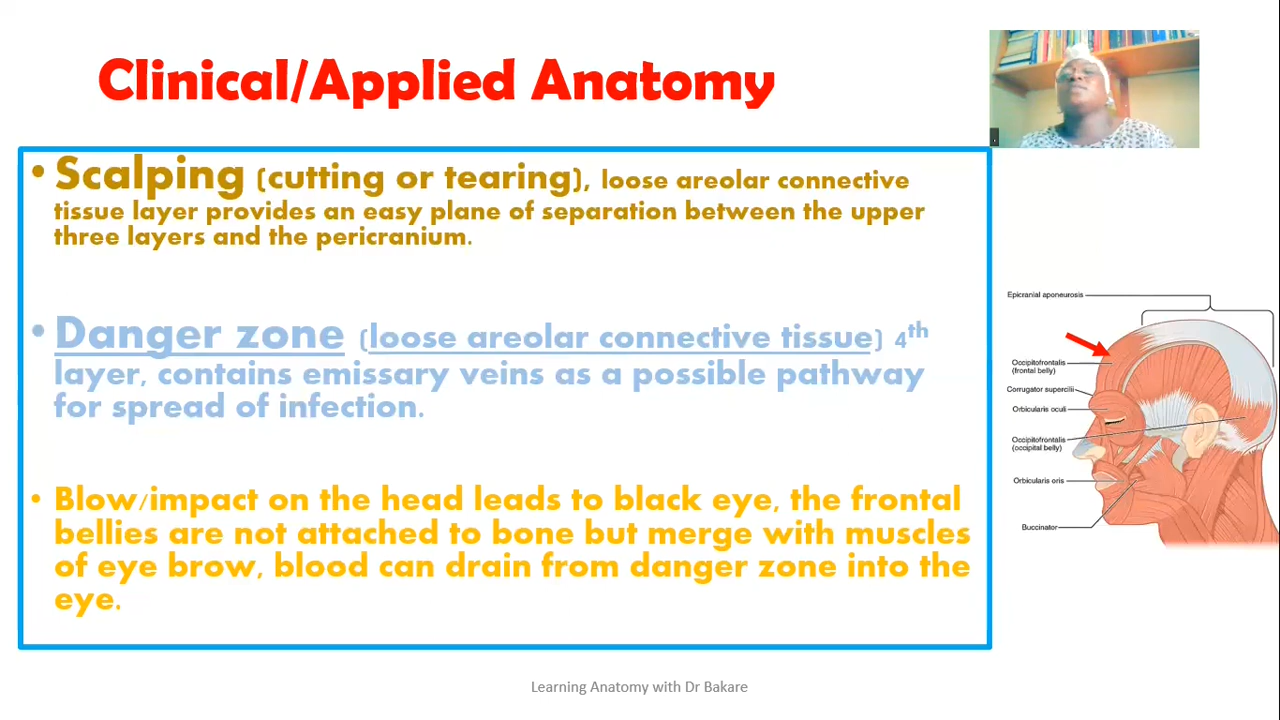 Clinical/Applied Anatomy
• Scalping (cutting or tearing), loose areolar connective
tissue layer provides an easy plane of separation between the upper
three layers and the pericranium.
• Danger zone (loose areolar connective tissue) 4th
layer, contains emissary veins as a possible pathway
for spread of infection.
• Blow/impact on the head leads to black eye, the frontal
bellies are not attached to bone but merge with muscles
of eye brow, blood can drain from danger zone into the
eye.
Epicranial aponeurosis
Occipitofrontalis
(frontal belly)
Corrugator supercilii
Orbicularis oculi
Occipitofrontalis
(occipital belly)
Orbicularis oris
Buccinator
Learning Anatomy with Dr Bakare